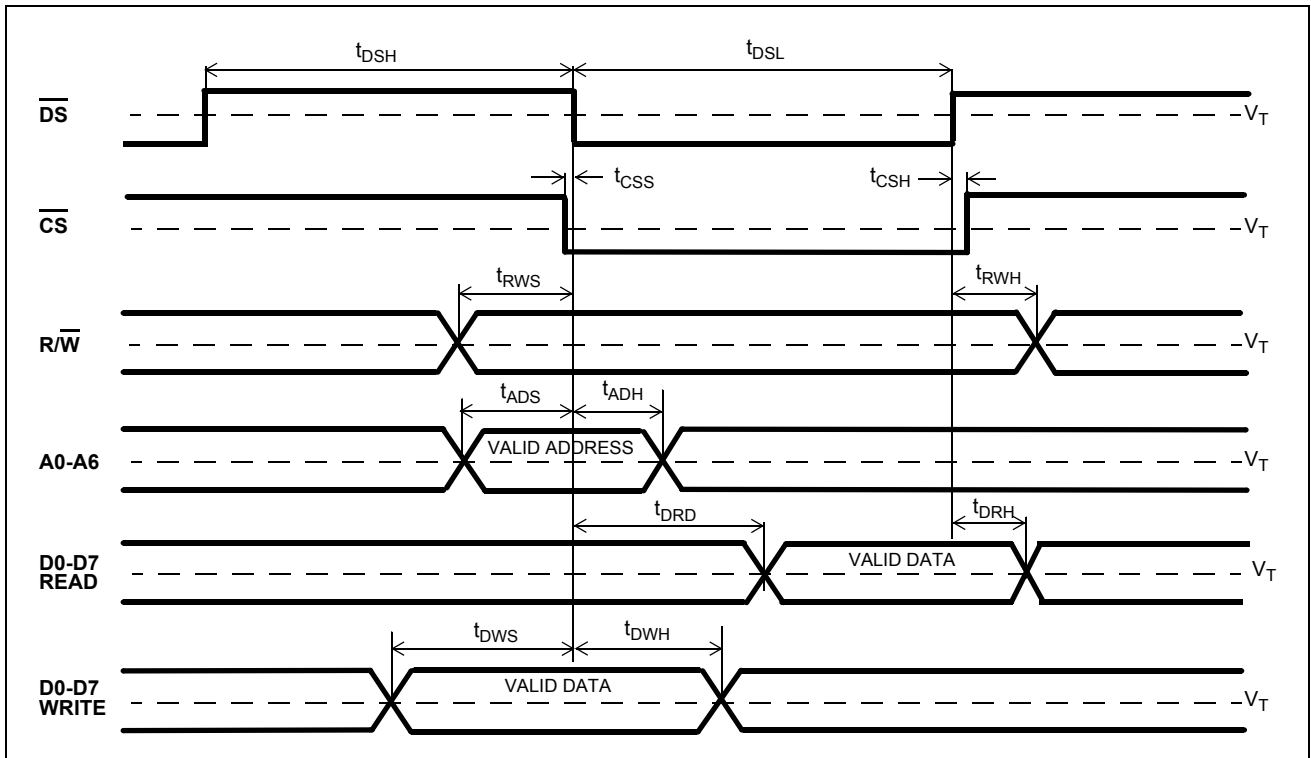 tDSH
tDSL
DS
VT
tCSS
tCSH
CS
VT
tRWS
tRWH
R/W
VT
tADS
tADH
VALID ADDRESS
A0-A6
VT
tDRD
tDRH
D0-D7
READ
VALID DATA
VT
tDWS
tDWH
D0-D7
WRITE
VALID DATA
VT